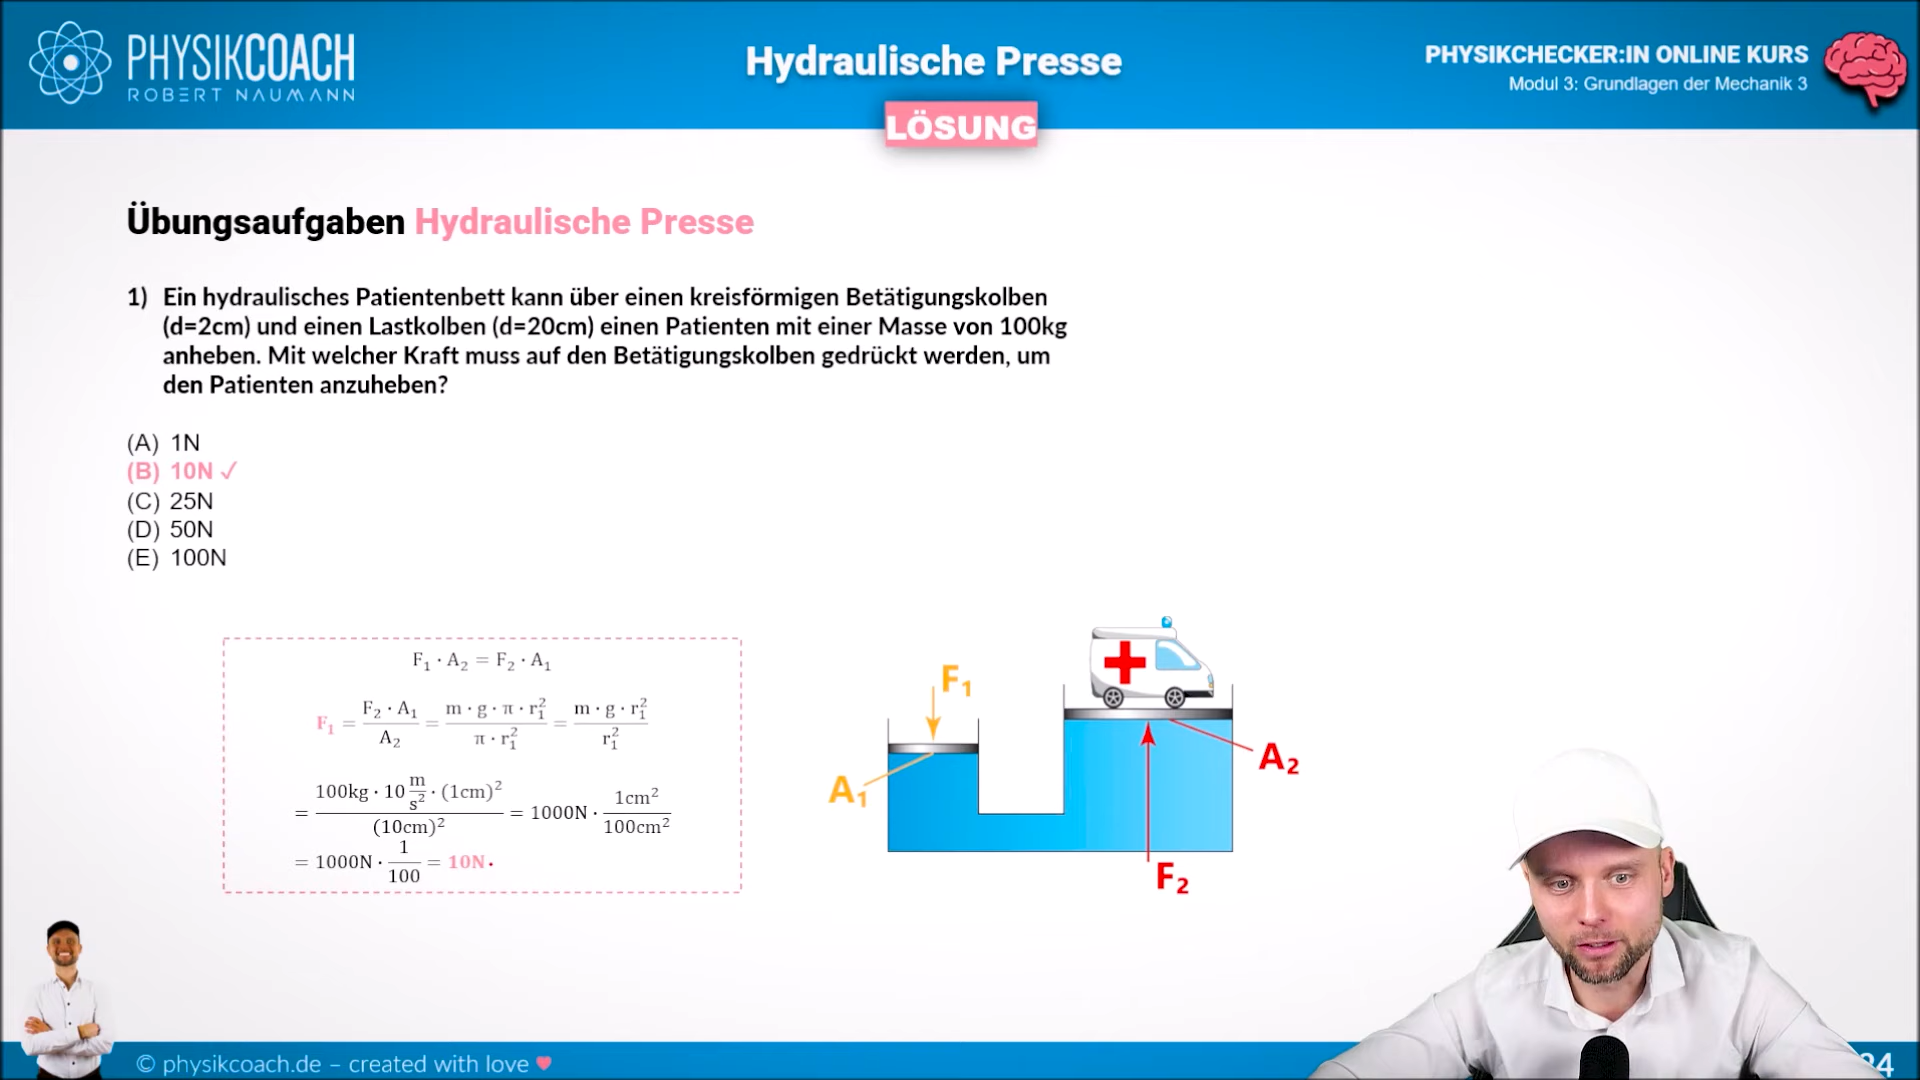 PHYSIKCOACH
ROBERT NAUMANN
Hydraulische Presse
LÖSUNG
PHYSIKCHECKER:IN ONLINE KURS
Modul 3: Grundlagen der Mechanik 3
Übungsaufgaben Hydraulische Presse
1) Ein hydraulisches Patientenbett kann über einen kreisförmigen Betätigungskolben
(d=2cm) und einen Lastkolben (d=20cm) einen Patienten mit einer Masse von 100kg
anheben. Mit welcher Kraft muss auf den Betätigungskolben gedrückt werden, um
den Patienten anzuheben?
(A) 1N
(B) 10N ✓
(C) 25N
(D) 50N
(E) 100N
F₁ · A₂ = F₂ · A₁
F₁ = (F₂ · A₁)/A₂ = (m · g · π · r₁²)/(π · r₁²) = (m · g · r₁²)/r₁²
= (100kg · 10 m/s² · (1cm)²)/(10cm)² = 1000N · 1cm²/100cm²
= 1000N · 1/100 = 10N
F₁
A₁
A₂
F₂
© physikcoach.de – created with love